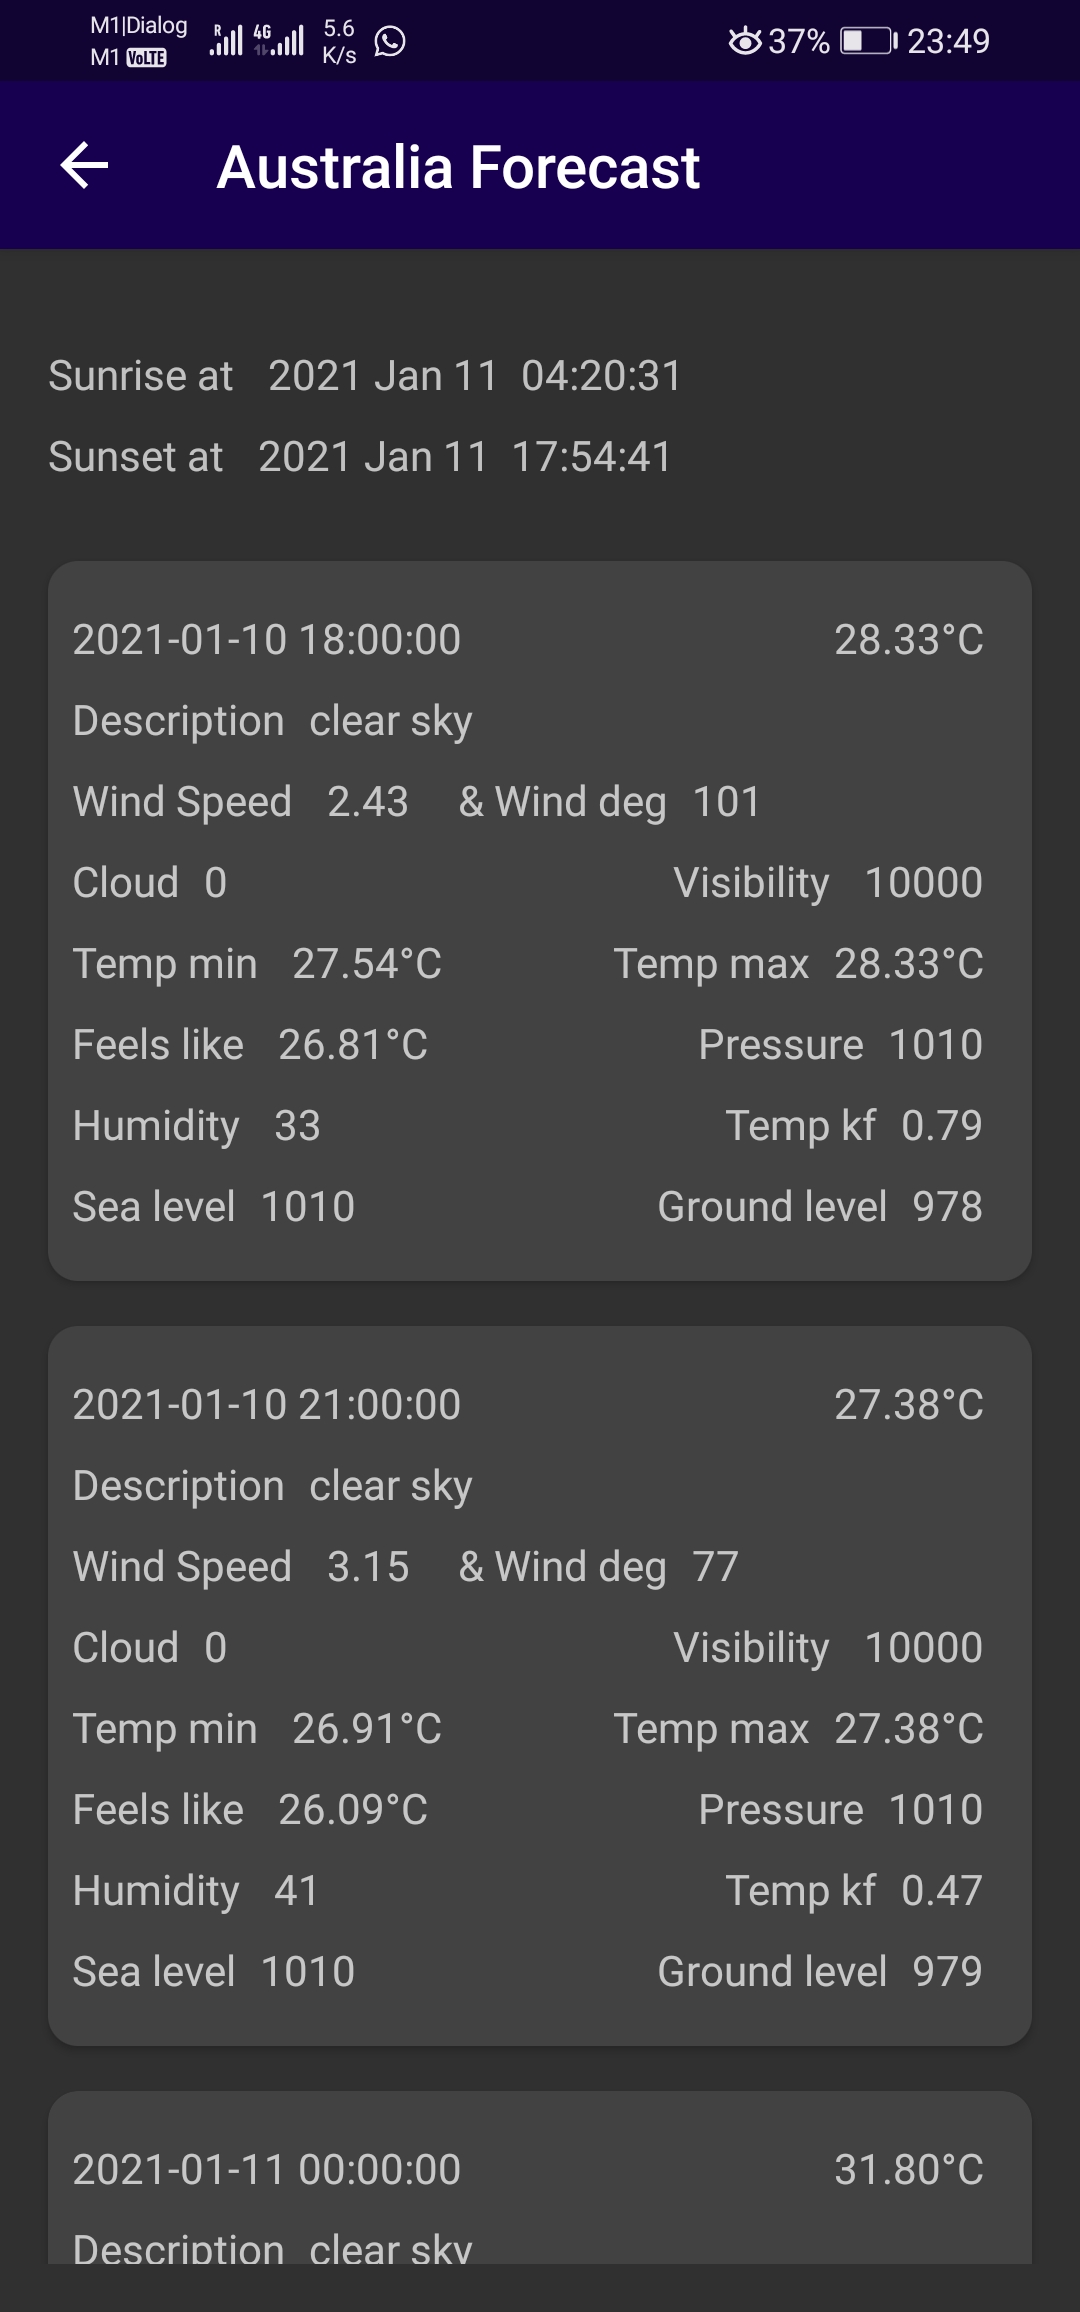 M1|Dialog
M1 VoLTE
R 4G 5.6 K/s 37% 23:49
Australia Forecast
Sunrise at 2021 Jan 11 04:20:31
Sunset at 2021 Jan 11 17:54:41
2021-01-10 18:00:00 28.33°C
Description clear sky
Wind Speed 2.43 & Wind deg 101
Cloud 0 Visibility 10000
Temp min 27.54°C Temp max 28.33°C
Feels like 26.81°C Pressure 1010
Humidity 33 Temp kf 0.79
Sea level 1010 Ground level 978
2021-01-10 21:00:00 27.38°C
Description clear sky
Wind Speed 3.15 & Wind deg 77
Cloud 0 Visibility 10000
Temp min 26.91°C Temp max 27.38°C
Feels like 26.09°C Pressure 1010
Humidity 41 Temp kf 0.47
Sea level 1010 Ground level 979
2021-01-11 00:00:00 31.80°C
Description clear sky